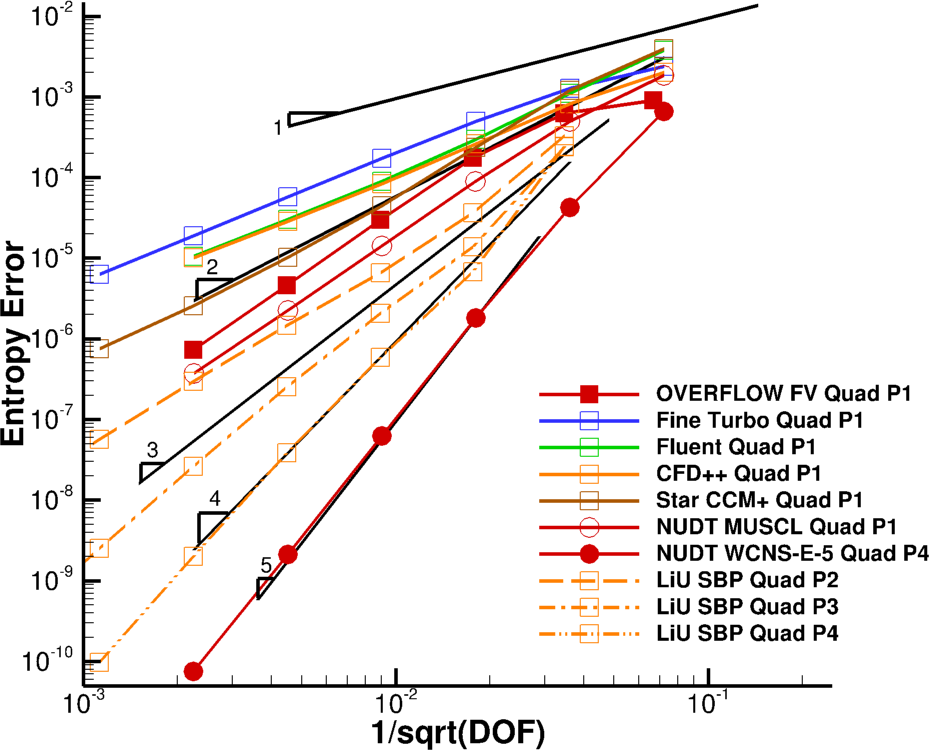 10-2
10-3
10-4
10-5
10-6
10-7
10-8
10-9
10-10
Entropy Error
1
2
3
4
5
OVERFLOW FV Quad P1
Fine Turbo Quad P1
Fluent Quad P1
CFD++ Quad P1
Star CCM+ Quad P1
NUDT MUSCL Quad P1
NUDT WCNS-E-5 Quad P4
LiU SBP Quad P2
LiU SBP Quad P3
LiU SBP Quad P4
10-3 10-2 10-1
1/sqrt(DOF)